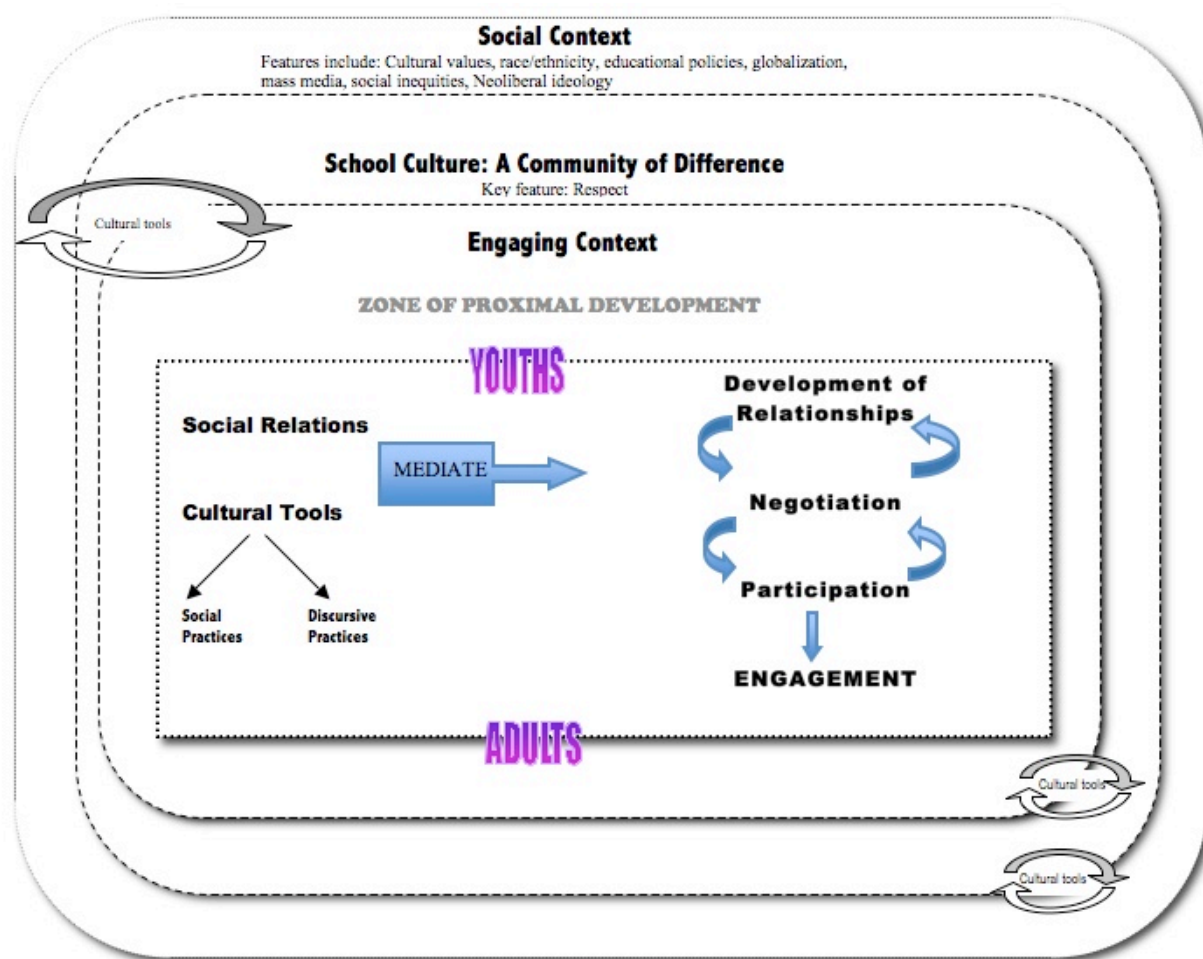 Social Context
Features include: Cultural values, race/ethnicity, educational policies, globalization,
mass media, social inequities, Neoliberal ideology
School Culture: A Community of Difference
Key feature: Respect
Cultural tools
Engaging Context
ZONE OF PROXIMAL DEVELOPMENT
YOUTHS
Social Relations
MEDIATE
Cultural Tools
Social
Practices
Discursive
Practices
Development of
Relationships
Negotiation
Participation
ENGAGEMENT
ADULTS
Cultural tools
Cultural tools